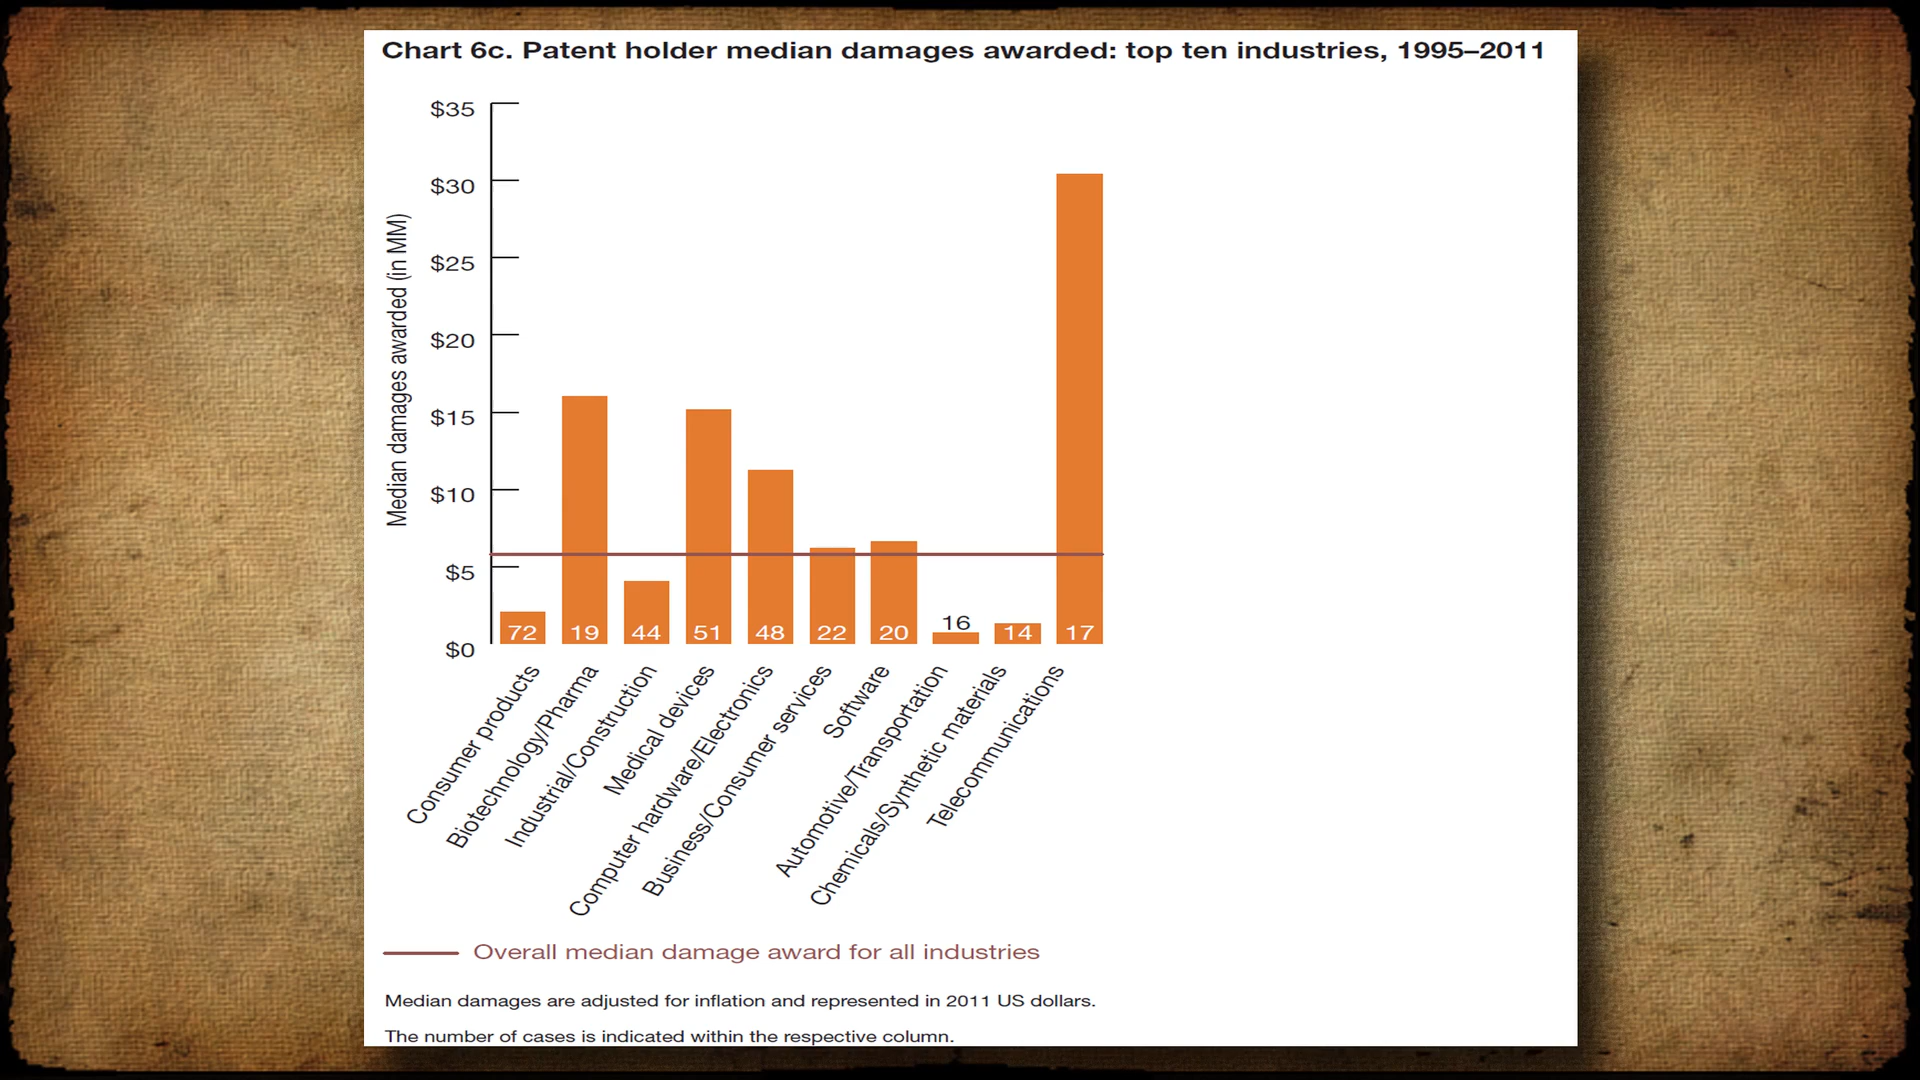 Chart 6c. Patent holder median damages awarded: top ten industries, 1995–2011
Median damages awarded (in MM)
$35
$30
$25
$20
$15
$10
$5
$0
72
19
44
51
48
22
20
16
14
17
Consumer products
Biotechnology/Pharma
Industrial/Construction
Medical devices
Computer hardware/Electronics
Business/Consumer services
Software
Automotive/Transportation
Chemicals/Synthetic materials
Telecommunications
Overall median damage award for all industries
Median damages are adjusted for inflation and represented in 2011 US dollars.
The number of cases is indicated within the respective column.